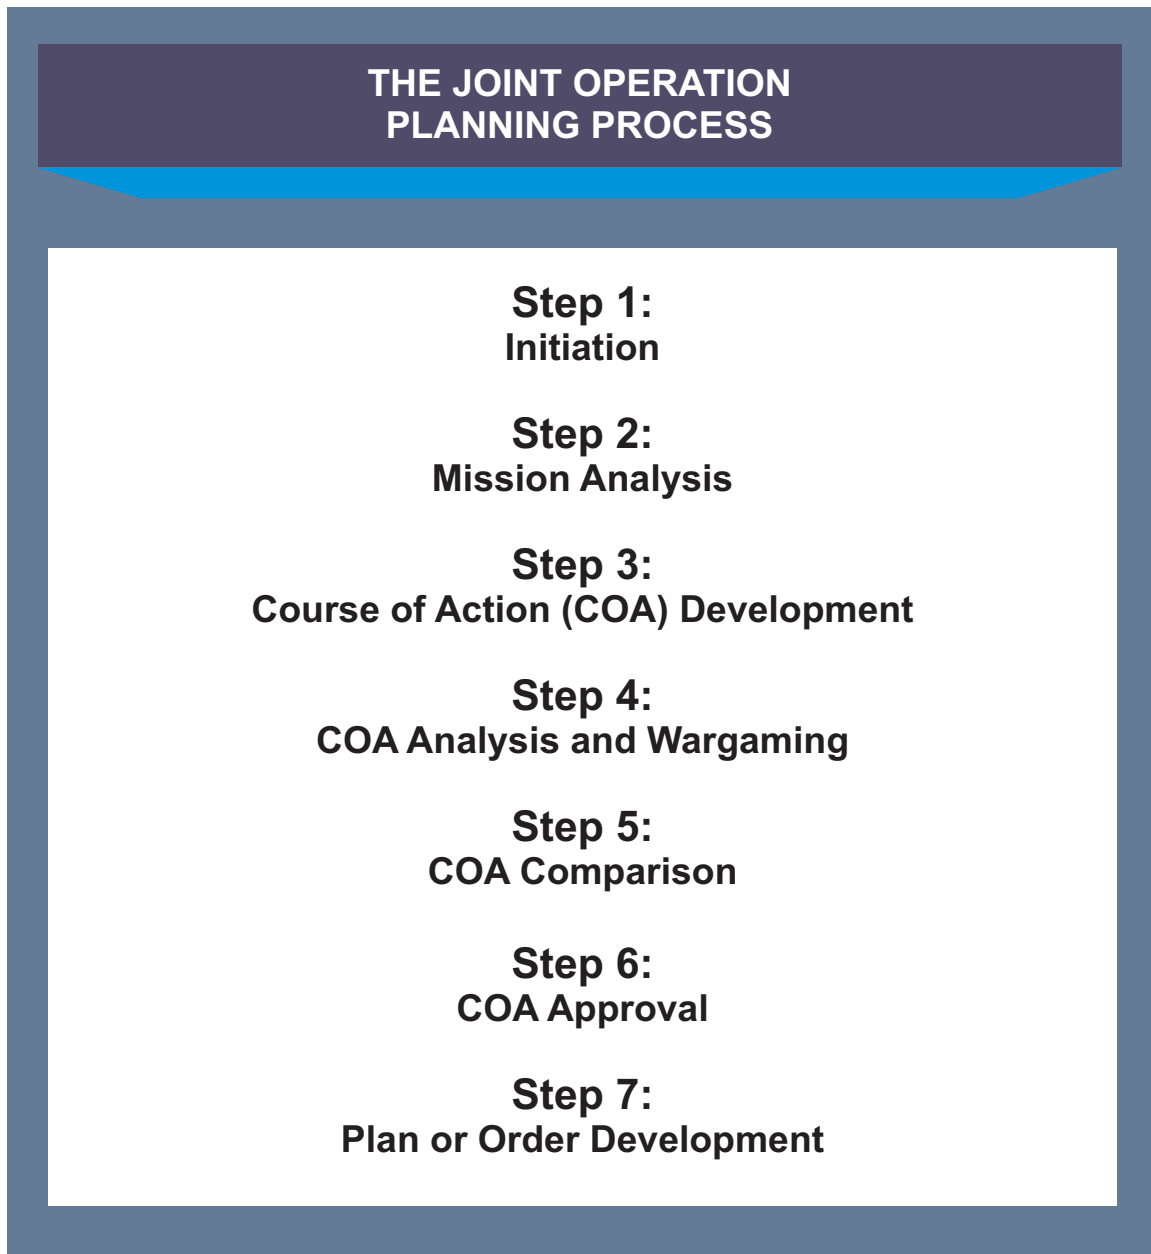 THE JOINT OPERATION
PLANNING PROCESS
Step 1:
Initiation
Step 2:
Mission Analysis
Step 3:
Course of Action (COA) Development
Step 4:
COA Analysis and Wargaming
Step 5:
COA Comparison
Step 6:
COA Approval
Step 7:
Plan or Order Development